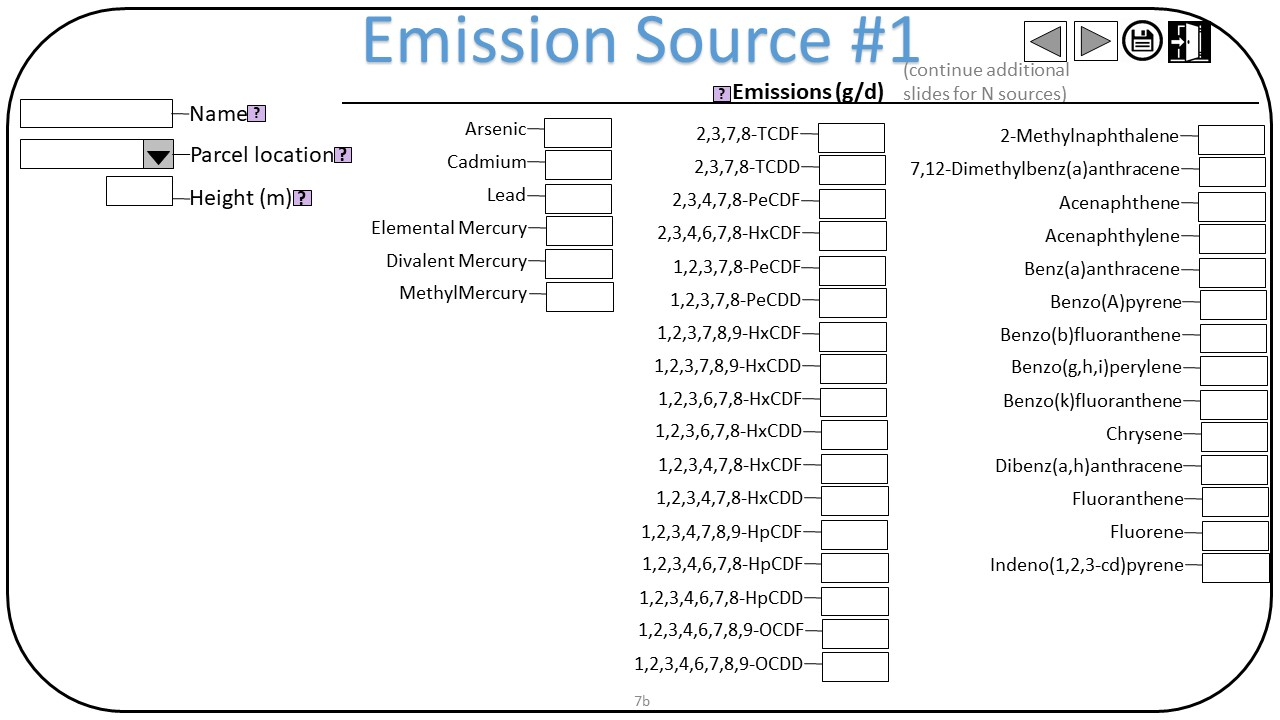 Emission Source #1
(continue additional
slides for N sources)
? Emissions (g/d)
Name ?
Parcel location ?
Height (m) ?
Arsenic
Cadmium
Lead
Elemental Mercury
Divalent Mercury
MethylMercury
2,3,7,8-TCDF
2,3,7,8-TCDD
2,3,4,7,8-PeCDF
2,3,4,6,7,8-HxCDF
1,2,3,7,8-PeCDF
1,2,3,7,8-PeCDD
1,2,3,7,8,9-HxCDF
1,2,3,7,8,9-HxCDD
1,2,3,6,7,8-HxCDF
1,2,3,6,7,8-HxCDD
1,2,3,4,7,8-HxCDF
1,2,3,4,7,8-HxCDD
1,2,3,4,7,8,9-HpCDF
1,2,3,4,6,7,8-HpCDF
1,2,3,4,6,7,8-HpCDD
1,2,3,4,6,7,8,9-OCDF
1,2,3,4,6,7,8,9-OCDD
2-Methylnaphthalene
7,12-Dimethylbenz(a)anthracene
Acenaphthene
Acenaphthylene
Benz(a)anthracene
Benzo(A)pyrene
Benzo(b)fluoranthene
Benzo(g,h,i)perylene
Benzo(k)fluoranthene
Chrysene
Dibenz(a,h)anthracene
Fluoranthene
Fluorene
Indeno(1,2,3-cd)pyrene
7b